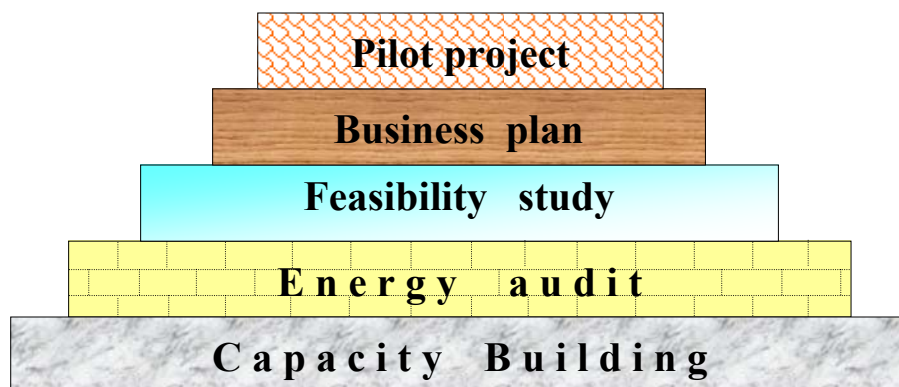 Pilot project
Business plan
Feasibility study
Energy audit
Capacity Building